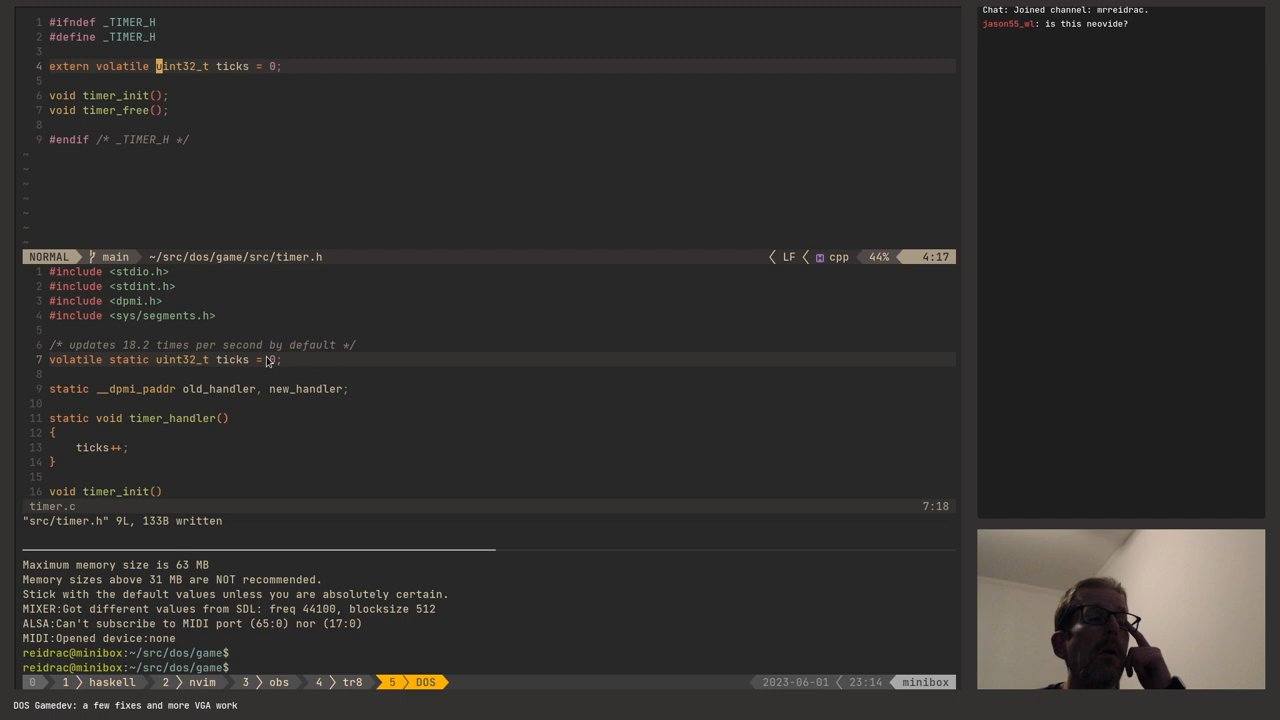 1 #ifndef _TIMER_H
2 #define _TIMER_H
3
4 extern volatile uint32_t ticks = 0;
5
6 void timer_init();
7 void timer_free();
8
9 #endif /* _TIMER_H */
~
~
~
~
~
~
~
NORMAL main ~/src/dos/game/src/timer.h LF cpp 44% 4:17
1 #include <stdio.h>
2 #include <stdint.h>
3 #include <dpmi.h>
4 #include <sys/segments.h>
5
6 /* updates 18.2 times per second by default */
7 volatile static uint32_t ticks = 0;
8
9 static __dpmi_paddr old_handler, new_handler;
10
11 static void timer_handler()
12 {
13 ticks++;
14 }
15
16 void timer_init()
timer.c 7:18
"src/timer.h" 9L, 133B written
Maximum memory size is 63 MB
Memory sizes above 31 MB are NOT recommended.
Stick with the default values unless you are absolutely certain.
MIXER:Got different values from SDL: freq 44100, blocksize 512
ALSA:Can't subscribe to MIDI port (65:0) nor (17:0)
MIDI:Opened device:none
reidrac@minibox:~/src/dos/game$
reidrac@minibox:~/src/dos/game$
0 1 haskell 2 nvim 3 obs 4 tr8 5 DOS 2023-06-01 23:14 minibox
DOS Gamedev: a few fixes and more VGA work
Chat: Joined channel: mrreidrac.
jason55_wl: is this neovide?